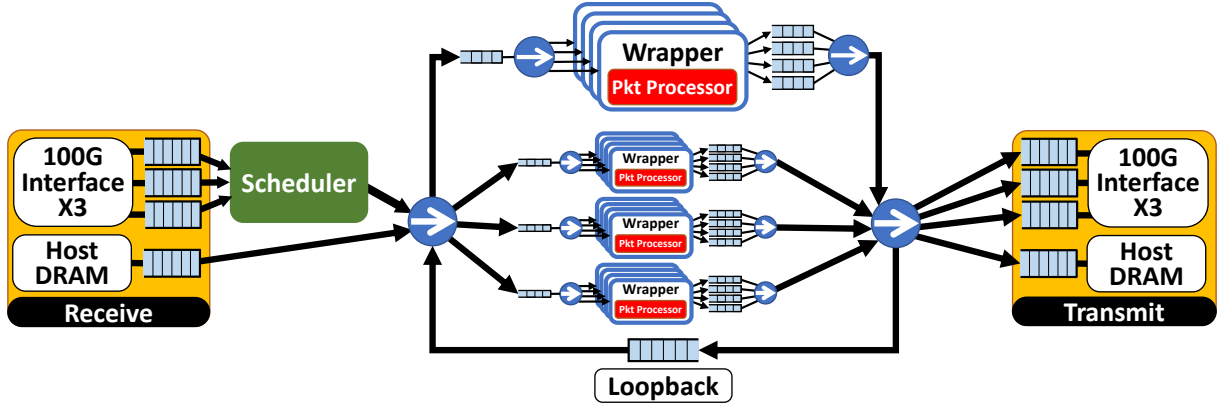 Wrapper
Pkt Processor
100G
Interface
X3
Host
DRAM
Receive
Scheduler
Wrapper
Pkt Processor
Wrapper
Pkt Processor
Wrapper
Pkt Processor
Loopback
100G
Interface
X3
Host
DRAM
Transmit